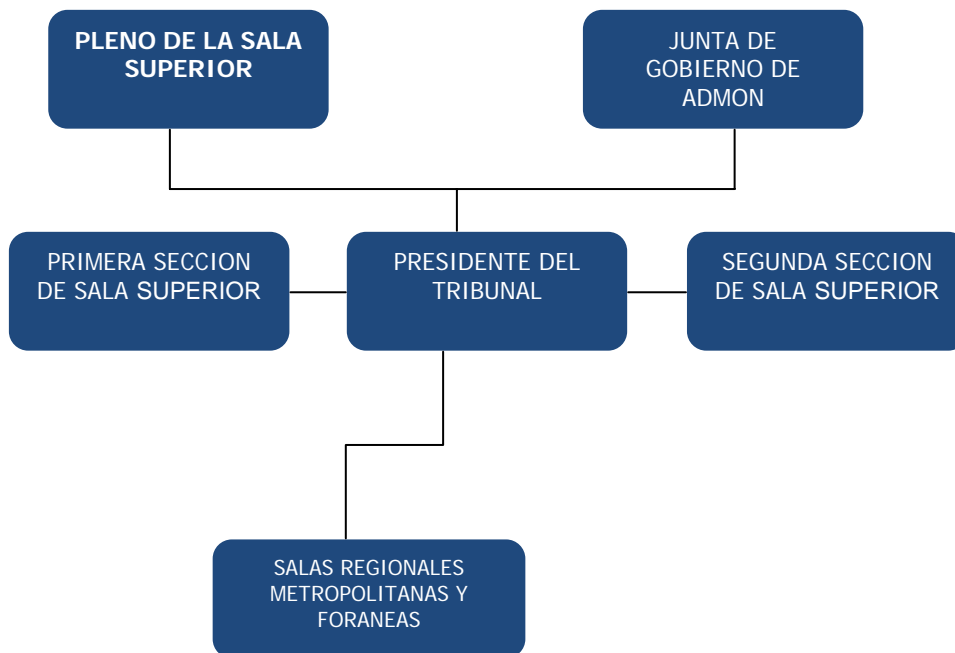 PLENO DE LA SALA
SUPERIOR
JUNTA DE
GOBIERNO DE
ADMON
PRIMERA SECCION
DE SALA SUPERIOR
PRESIDENTE DEL
TRIBUNAL
SEGUNDA SECCION
DE SALA SUPERIOR
SALAS REGIONALES
METROPOLITANAS Y
FORANEAS